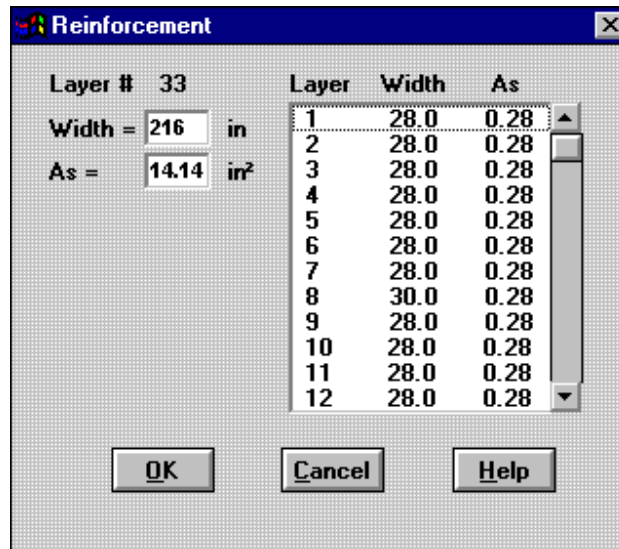 Reinforcement
Layer # 33
Width = 216 in
As = 14.14 in²
Layer Width As
1 28.0 0.28
2 28.0 0.28
3 28.0 0.28
4 28.0 0.28
5 28.0 0.28
6 28.0 0.28
7 28.0 0.28
8 30.0 0.28
9 28.0 0.28
10 28.0 0.28
11 28.0 0.28
12 28.0 0.28
OK Cancel Help